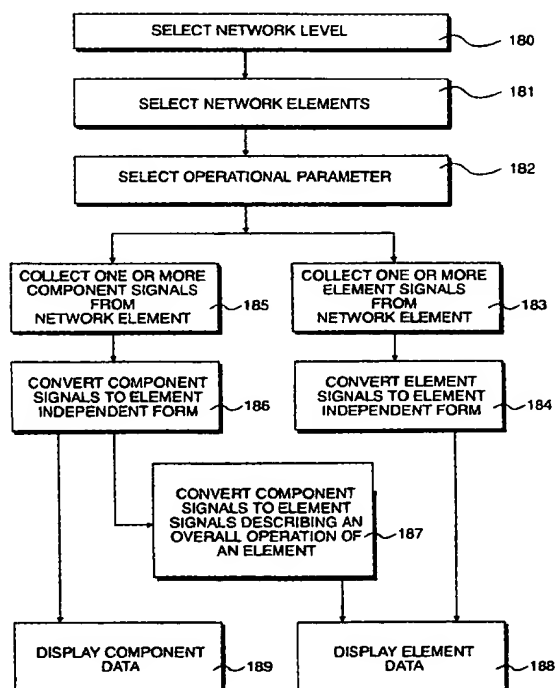 SELECT NETWORK LEVEL
180
SELECT NETWORK ELEMENTS
181
SELECT OPERATIONAL PARAMETER
182
COLLECT ONE OR MORE
COMPONENT SIGNALS
FROM
NETWORK ELEMENT
185
COLLECT ONE OR MORE
ELEMENT SIGNALS
FROM
NETWORK ELEMENT
183
CONVERT COMPONENT
SIGNALS TO ELEMENT
INDEPENDENT FORM
186
CONVERT ELEMENT
SIGNALS TO ELEMENT
INDEPENDENT FORM
184
CONVERT COMPONENT
SIGNALS TO ELEMENT
SIGNALS DESCRIBING AN
OVERALL OPERATION OF
AN ELEMENT
187
DISPLAY COMPONENT
DATA
189
DISPLAY ELEMENT
DATA
188